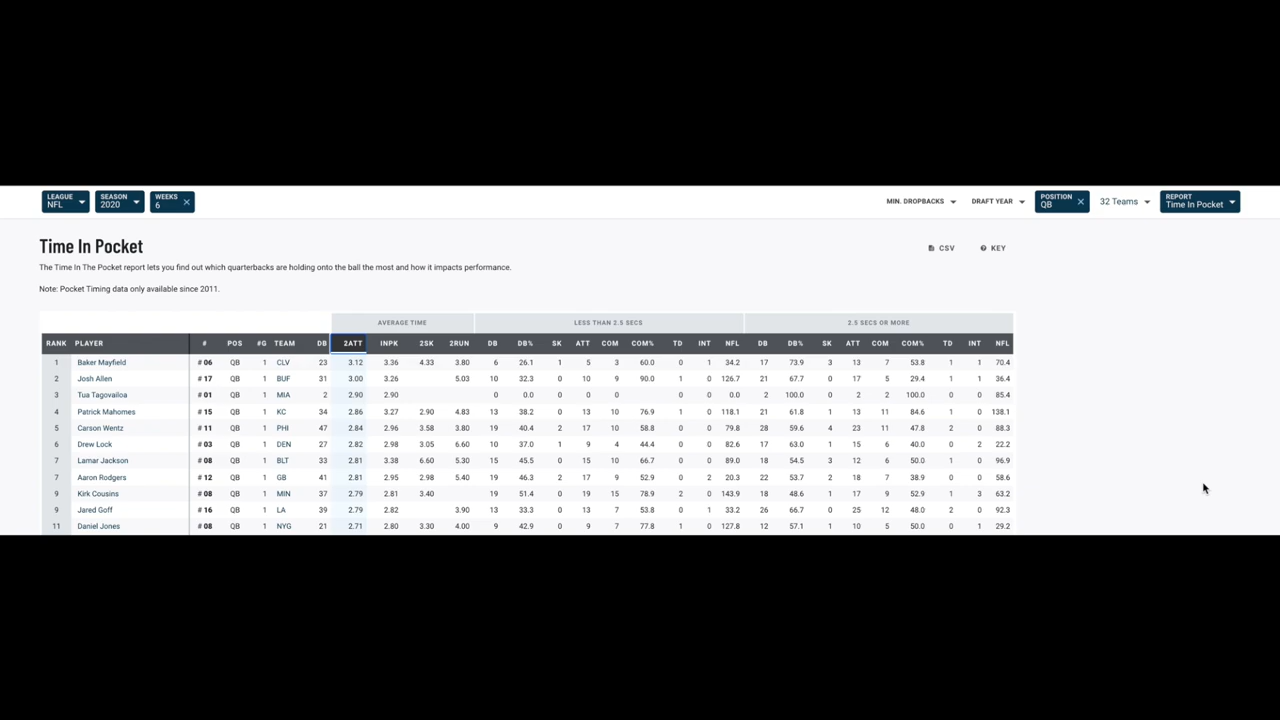 LEAGUE SEASON WEEKS POSITION REPORT
NFL 2020 6 MIN. DROPBACKS DRAFT YEAR QB 32 Teams Time In Pocket
Time In Pocket CSV KEY
The Time In The Pocket report lets you find out which quarterbacks are holding onto the ball the most and how it impacts performance.
Note: Pocket Timing data only available since 2011.
AVERAGE TIME LESS THAN 2.5 SECS 2.5 SECS OR MORE
RANK PLAYER # POS #G TEAM DB 2ATT INPK 2SK 2RUN DB DB% SK ATT COM COM% TD INT NFL DB DB% SK ATT COM COM% TD INT NFL
1 Baker Mayfield # 06 QB 1 CLV 23 3.12 3.36 4.33 3.80 6 26.1 1 5 3 60.0 0 1 34.2 17 73.9 3 13 7 53.8 1 1 70.4
2 Josh Allen # 17 QB 1 BUF 31 3.00 3.26 5.03 10 32.3 0 10 9 90.0 1 0 126.7 21 67.7 0 17 5 29.4 1 1 36.4
3 Tua Tagovailoa # 01 QB 1 MIA 2 2.90 2.90 0 0.0 0 0 0 0.0 0 0 0.0 2 100.0 0 2 2 100.0 0 0 85.4
4 Patrick Mahomes # 15 QB 1 KC 34 2.86 3.27 2.90 4.83 13 38.2 0 13 10 76.9 1 0 118.1 21 61.8 1 13 11 84.6 1 0 138.1
5 Carson Wentz # 11 QB 1 PHI 47 2.84 2.96 3.58 3.80 19 40.4 2 17 10 58.8 0 0 79.8 28 59.6 4 23 11 47.8 2 0 88.3
6 Drew Lock # 03 QB 1 DEN 27 2.82 2.98 3.05 6.60 10 37.0 1 9 4 44.4 0 0 82.6 17 63.0 1 15 6 40.0 0 2 22.2
7 Lamar Jackson # 08 QB 1 BLT 33 2.81 3.38 6.60 5.30 15 45.5 0 15 10 66.7 0 0 89.0 18 54.5 3 12 6 50.0 1 0 96.9
7 Aaron Rodgers # 12 QB 1 GB 41 2.81 2.95 2.98 5.40 19 46.3 2 17 9 52.9 0 2 20.3 22 53.7 2 18 7 38.9 0 0 58.6
9 Kirk Cousins # 08 QB 1 MIN 37 2.79 2.81 3.40 19 51.4 0 19 15 78.9 2 0 143.9 18 48.6 1 17 9 52.9 1 3 63.2
9 Jared Goff # 16 QB 1 LA 39 2.79 2.82 3.90 13 33.3 0 13 7 53.8 0 1 33.2 26 66.7 0 25 12 48.0 2 0 92.3
11 Daniel Jones # 08 QB 1 NYG 21 2.71 2.80 3.30 4.00 9 42.9 0 9 7 77.8 1 0 127.8 12 57.1 1 10 5 50.0 0 1 29.2